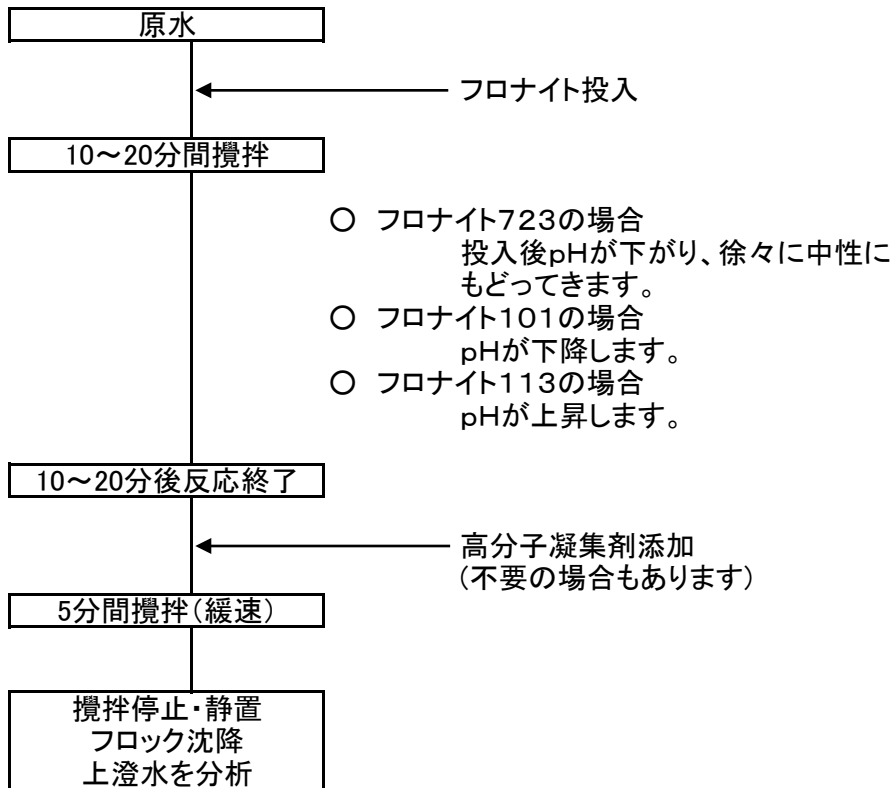 原水
フロナイト投入
10～20分間攪拌
○ フロナイト723の場合
投入後pHが下がり、徐々に中性に
もどってきます。
○ フロナイト101の場合
pHが下降します。
○ フロナイト113の場合
pHが上昇します。
10～20分後反応終了
高分子凝集剤添加
(不要の場合もあります)
5分間攪拌(緩速)
攪拌停止・静置
フロック沈降
上澄水を分析